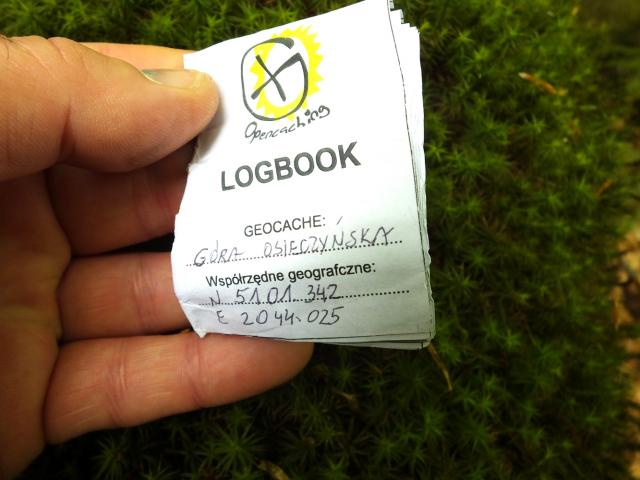 Opencaching
LOGBOOK
GEOCACHE:
GÓRA OSIECZYŃSKA
Współrzędne geograficzne:
N 51 01. 342
E 20 44. 025